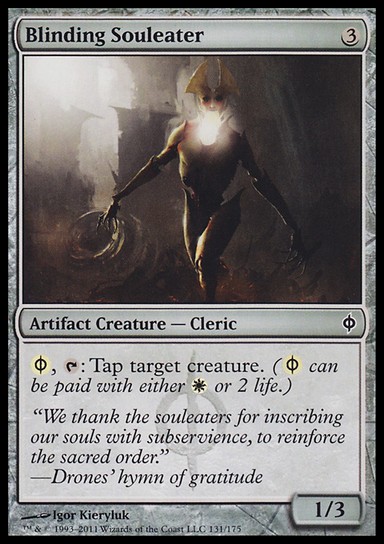 Blinding Souleater 3
Artifact Creature — Cleric
: Tap target creature. ( can
be paid with either or 2 life.)
“We thank the souleaters for inscribing
our souls with subservience, to reinforce
the sacred order.”
—Drones’ hymn of gratitude
1/3
Igor Kieryluk
™ & © 1993–2011 Wizards of the Coast LLC 131/175